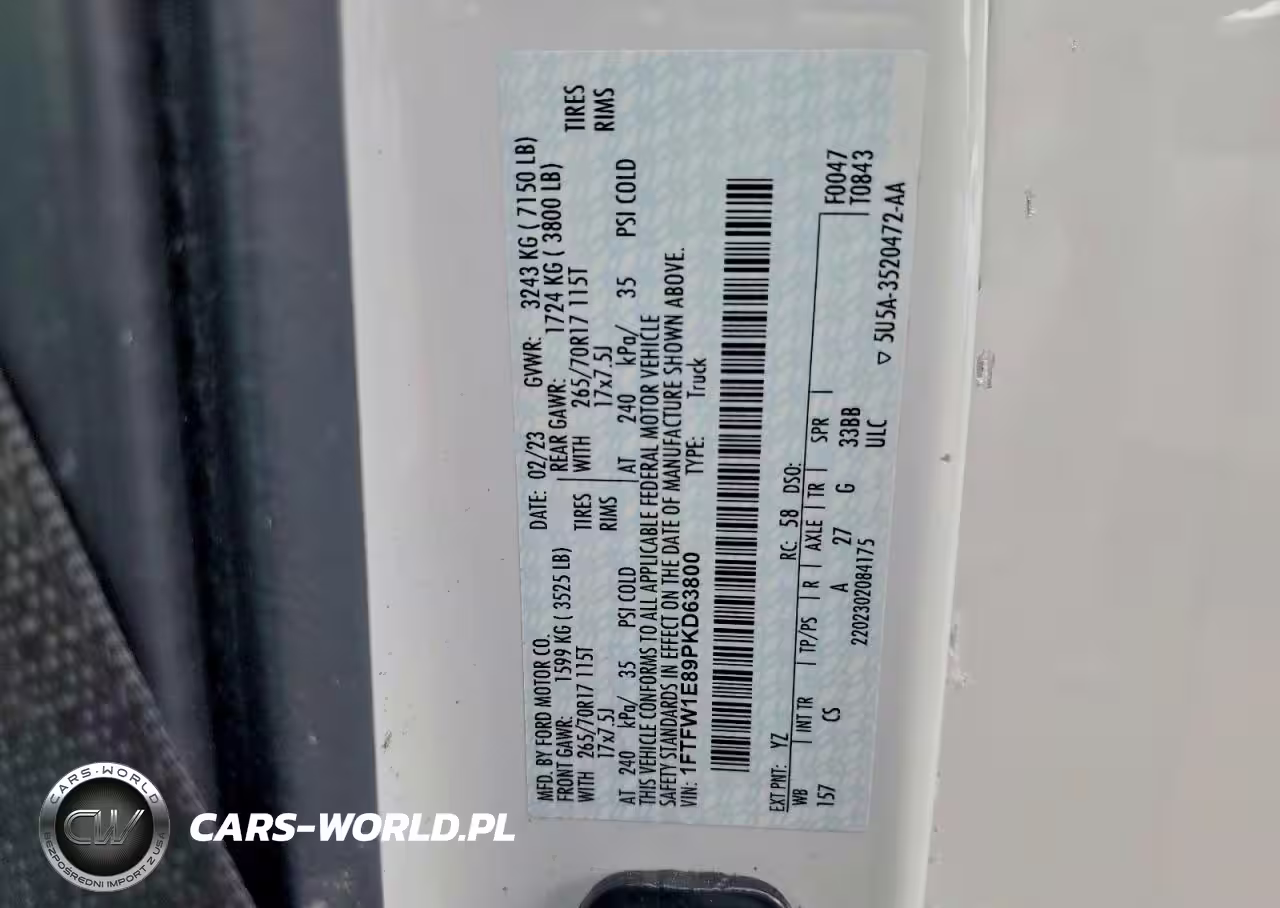 MFD. BY FORD MOTOR CO.
DATE: 02/23 GVWR: 3243 KG ( 7150 LB)
FRONT GAWR: 1599 KG ( 3525 LB)
REAR GAWR: 1724 KG ( 3800 LB)
WITH 265/70R17 115T TIRES
WITH 265/70R17 115T TIRES
17x7.5J RIMS
17x7.5J RIMS
AT 240 kPa/ 35 PSI COLD
AT 240 kPa/ 35 PSI COLD
THIS VEHICLE CONFORMS TO ALL APPLICABLE FEDERAL MOTOR VEHICLE
SAFETY STANDARDS IN EFFECT ON THE DATE OF MANUFACTURE SHOWN ABOVE.
VIN: 1FTFW1E89PKD63800 TYPE: Truck
EXT PNT: YZ RC: 58 DSO:
WB INT TR TP/PS R AXLE TR SPR F0047
157 CS A 27 G 33BB T0843
2202302084175 ULC
▽ 5U5A-3520472-AA
CARS-WORLD
CW
BEZPOŚREDNI IMPORT Z USA
CARS-WORLD.PL